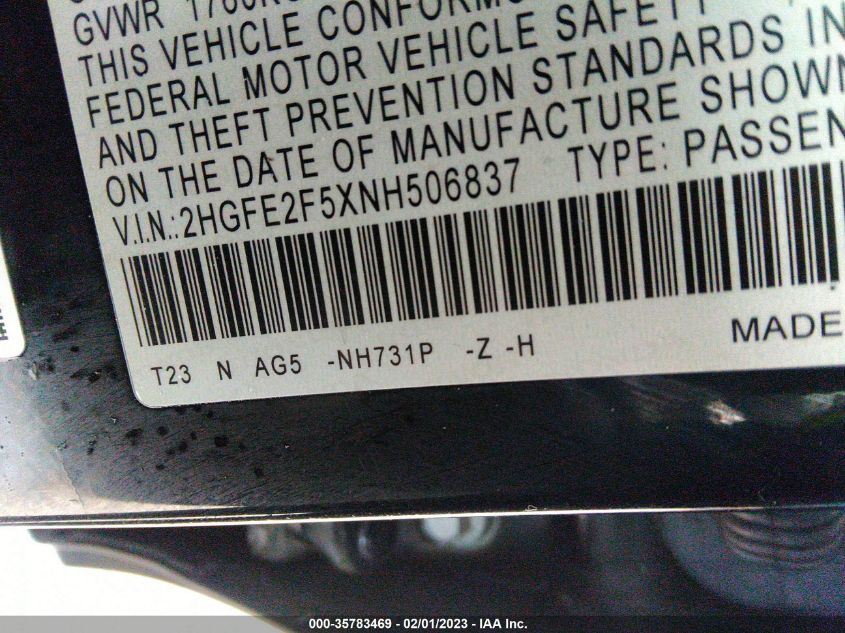 GVWR
THIS VEHICLE CONFORMS
FEDERAL MOTOR VEHICLE SAFETY
AND THEFT PREVENTION STANDARDS IN
ON THE DATE OF MANUFACTURE SHOWN
V.I.N.:2HGFE2F5XNH506837 TYPE: PASSEN
T23 N AG5 -NH731P -Z -H MADE
000-35783469 – 02/01/2023 – IAA Inc.